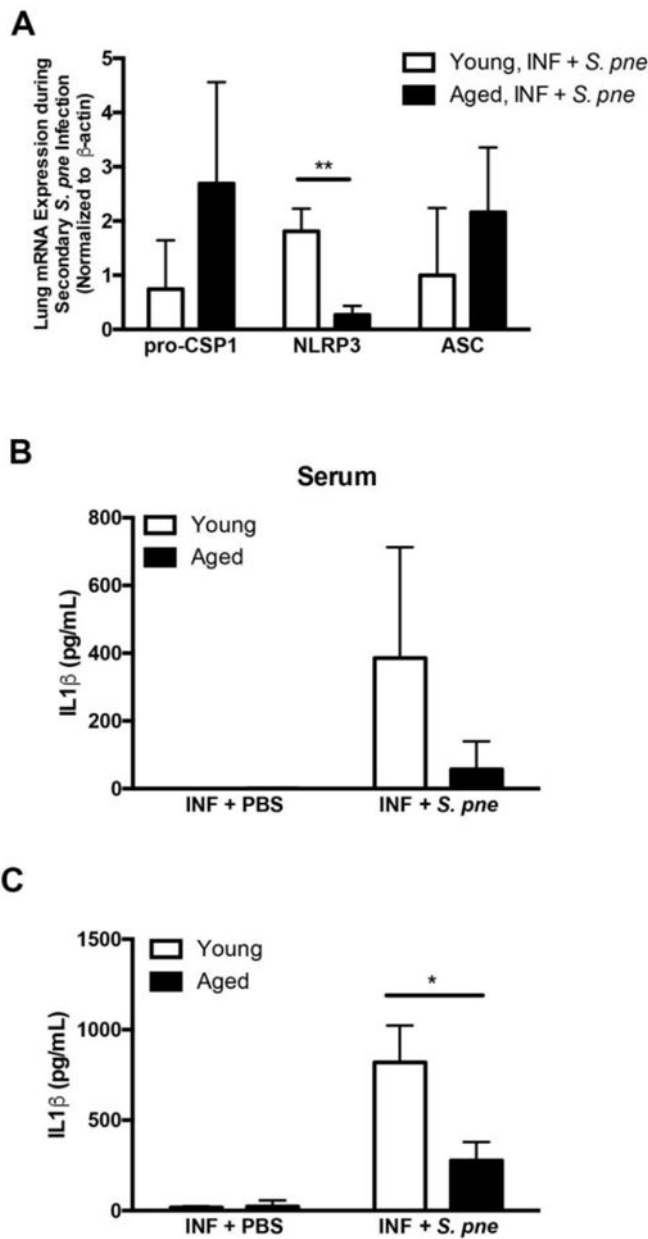 A
Lung mRNA Expression during
Secondary S. pne Infection
(Normalized to β-actin)
5
4
3
2
1
0
Young, INF + S. pne
Aged, INF + S. pne
**
pro-CSP1
NLRP3
ASC
B
Serum
IL1β (pg/mL)
800
600
400
200
0
Young
Aged
INF + PBS
INF + S. pne
C
IL1β (pg/mL)
1500
1000
500
0
Young
Aged
*
INF + PBS
INF + S. pne